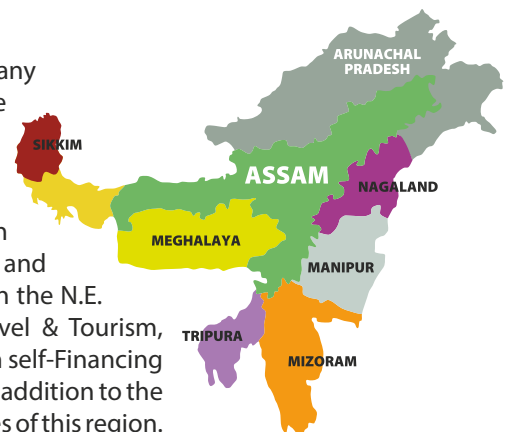 any
ARUNACHAL
PRADESH
SIKKIM
ASSAM
NAGALAND
MEGHALAYA
and
MANIPUR
the N.E.
vel & Tourism,
TRIPURA
self-Financing
MIZORAM
addition to the
of this region.